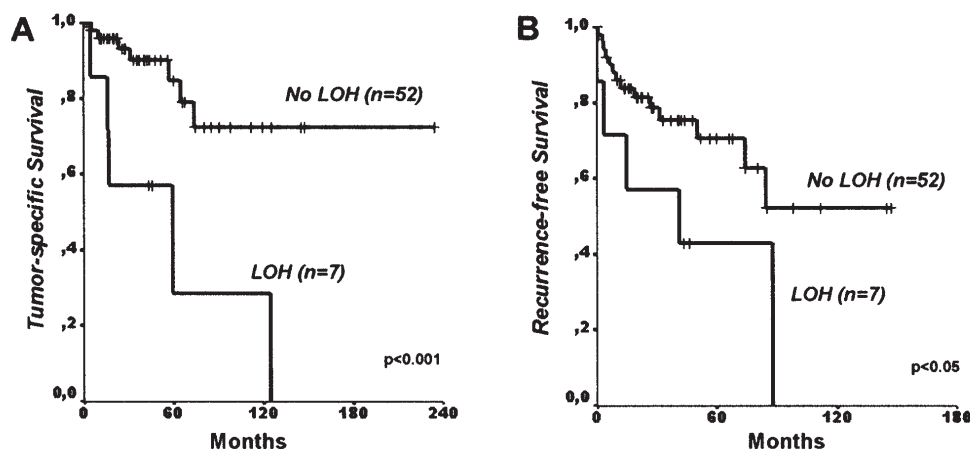 A
Tumor-specific Survival
1,0
,8
,6
,4
,2
0,0
No LOH (n=52)
LOH (n=7)
p<0.001
0
60
120
180
240
Months
B
Recurrence-free Survival
1,0
,8
,6
,4
,2
0,0
No LOH (n=52)
LOH (n=7)
p<0.05
0
60
120
180
Months